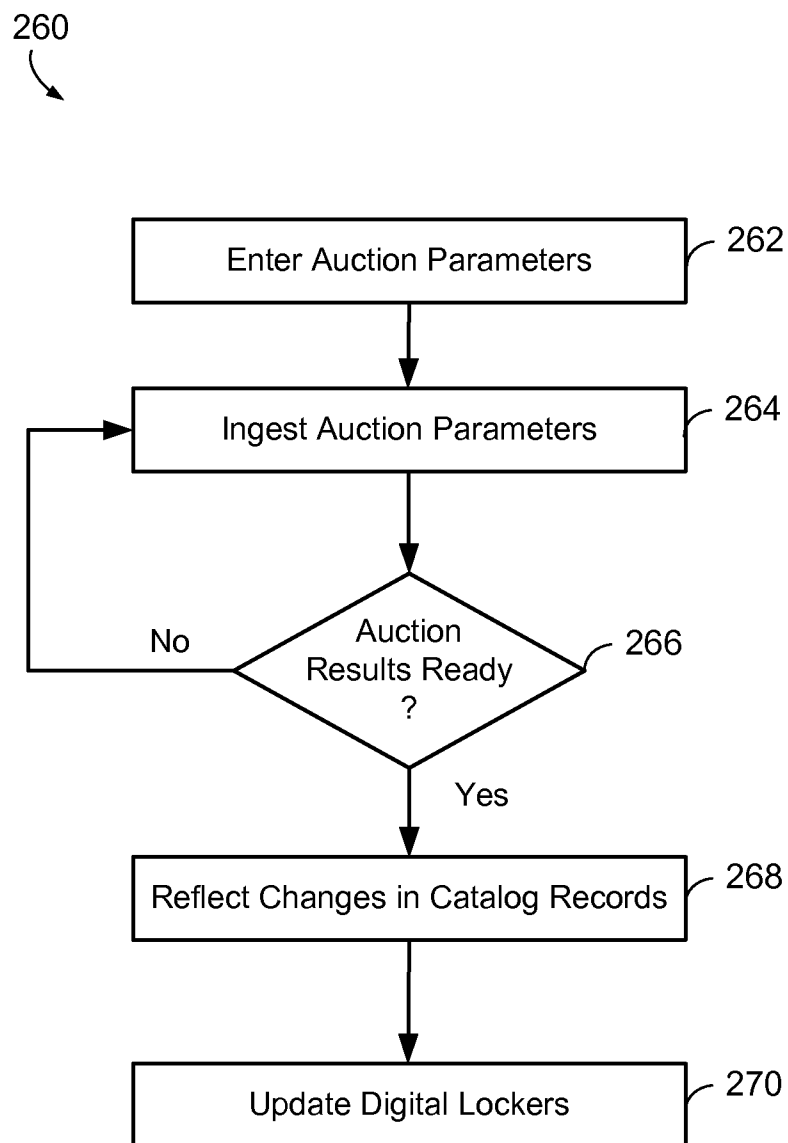 260
Enter Auction Parameters
262
Ingest Auction Parameters
264
Auction
Results Ready
?
266
No
Yes
Reflect Changes in Catalog Records
268
Update Digital Lockers
270